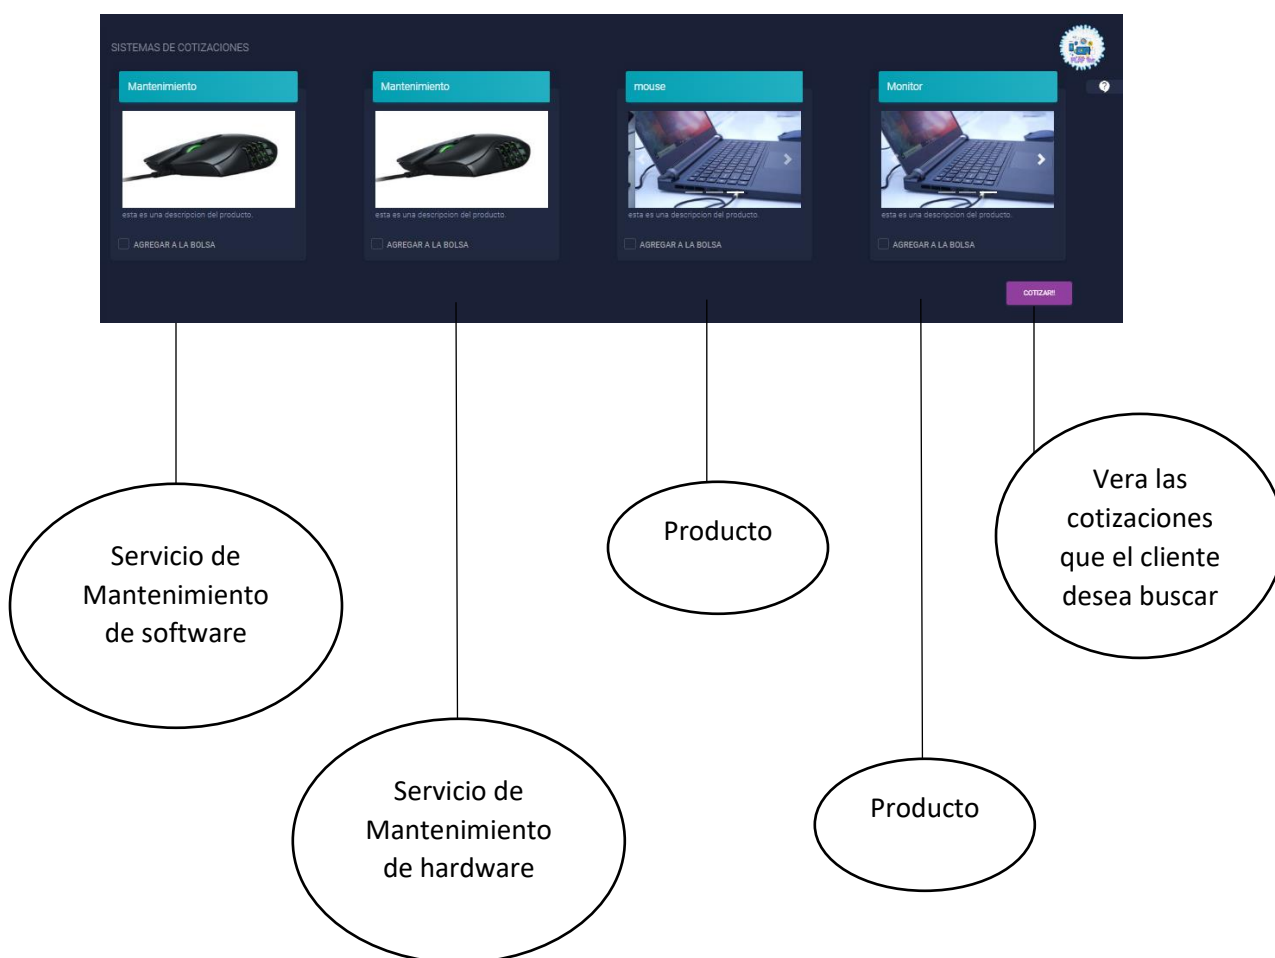 SISTEMAS DE COTIZACIONES
Mantenimiento
Mantenimiento
mouse
Monitor
esta es una descripcion del producto.
esta es una descripcion del producto.
esta es una descripcion del producto.
esta es una descripcion del producto.
AGREGAR A LA BOLSA
AGREGAR A LA BOLSA
AGREGAR A LA BOLSA
AGREGAR A LA BOLSA
COTIZAR!!
Servicio de
Mantenimiento
de software
Servicio de
Mantenimiento
de hardware
Producto
Producto
Vera las
cotizaciones
que el cliente
desea buscar